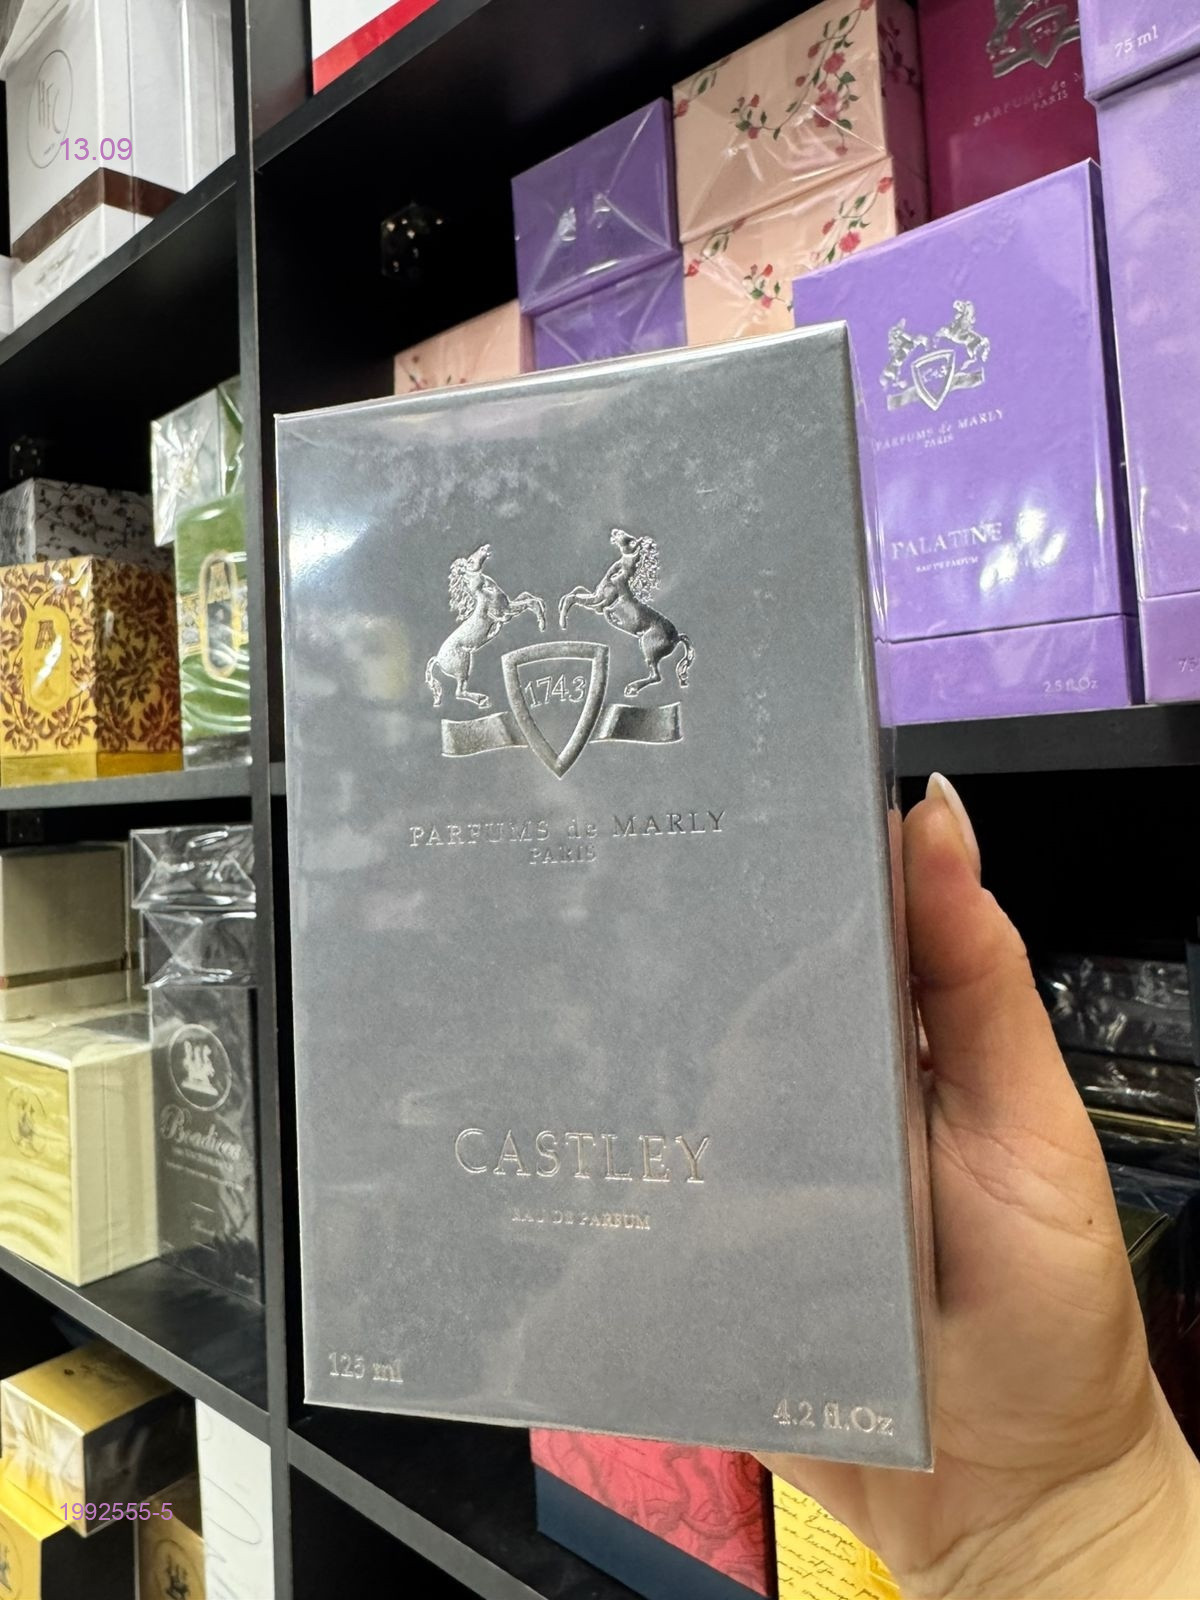 75 ml
HFC
13.09
PARFUMS de M
PARIS
1743
PARFUMS de MARLY
PARIS
PALATINE
EAU DE PARFUM
2.5 fl.Oz
75
1743
PARFUMS de MARLY
PARIS
CASTLEY
EAU DE PARFUM
125 ml
4.2 fl.Oz
Boadicea
1992555-5